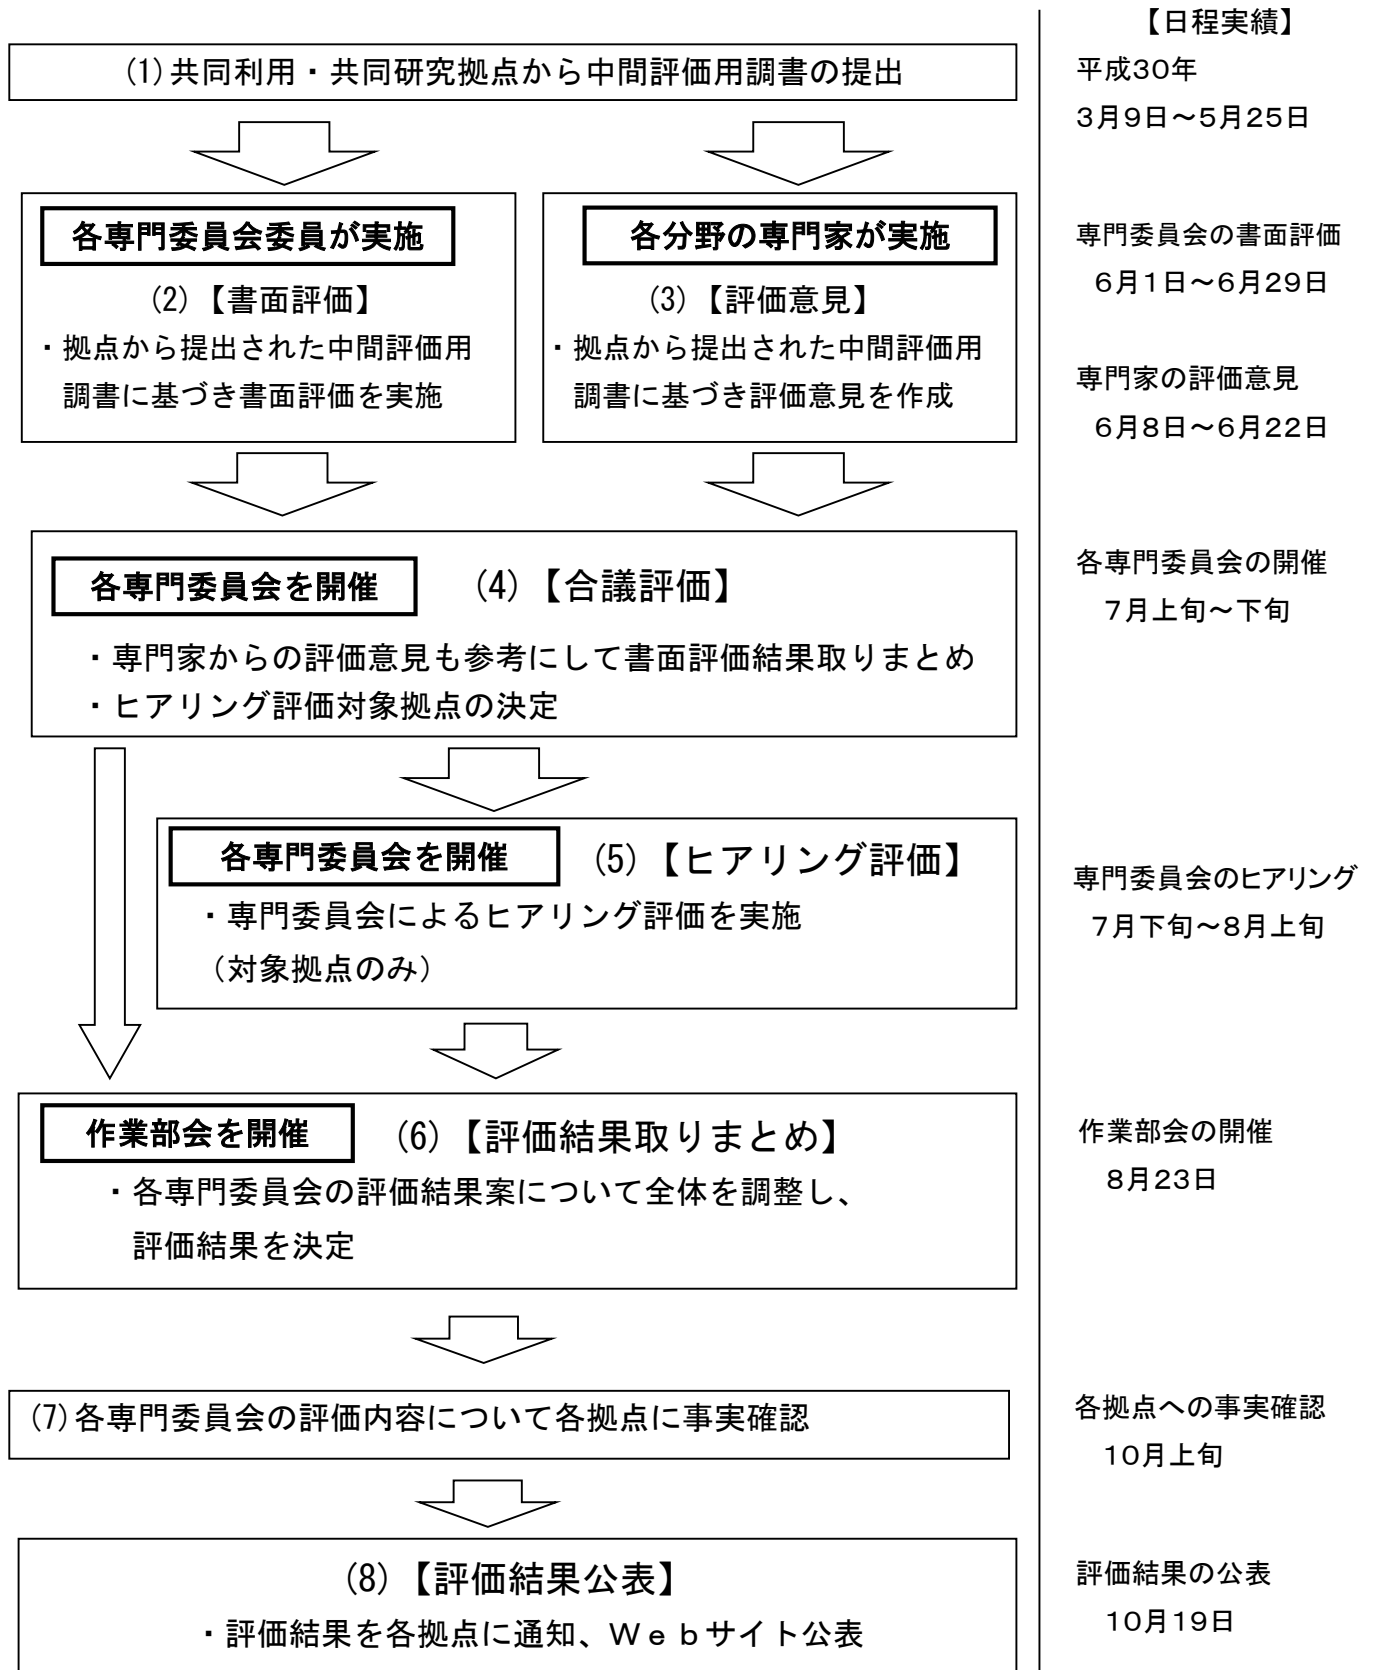 【日程実績】
(1)共同利用・共同研究拠点から中間評価用調書の提出
平成30年
3月9日～5月25日
各専門委員会委員が実施
(2)【書面評価】
・拠点から提出された中間評価用
調書に基づき書面評価を実施
各分野の専門家が実施
(3)【評価意見】
・拠点から提出された中間評価用
調書に基づき評価意見を作成
専門委員会の書面評価
6月1日～6月29日
専門家の評価意見
6月8日～6月22日
各専門委員会を開催 (4)【合議評価】
・専門家からの評価意見も参考にして書面評価結果取りまとめ
・ヒアリング評価対象拠点の決定
各専門委員会の開催
7月上旬～下旬
各専門委員会を開催 (5)【ヒアリング評価】
・専門委員会によるヒアリング評価を実施
（対象拠点のみ）
専門委員会のヒアリング
7月下旬～8月上旬
作業部会を開催 (6)【評価結果取りまとめ】
・各専門委員会の評価結果案について全体を調整し、
評価結果を決定
作業部会の開催
8月23日
(7)各専門委員会の評価内容について各拠点に事実確認
各拠点への事実確認
10月上旬
(8)【評価結果公表】
・評価結果を各拠点に通知、Ｗｅｂサイト公表
評価結果の公表
10月19日